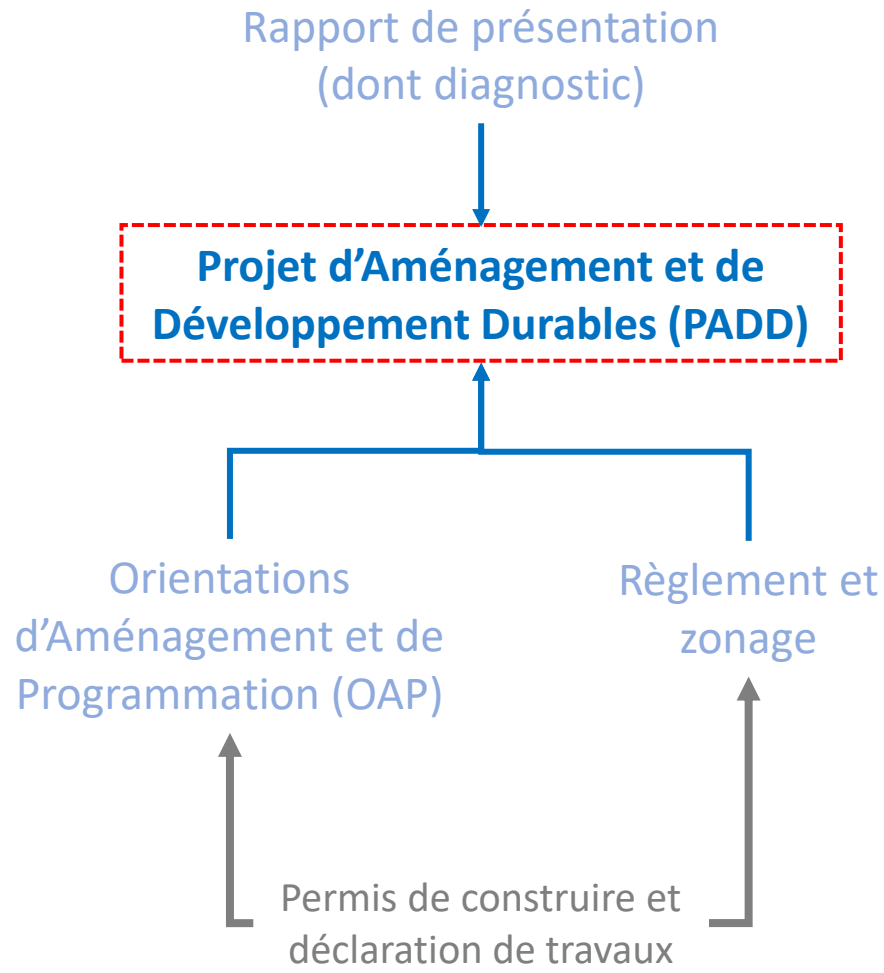 Rapport de présentation
(dont diagnostic)
Projet d’Aménagement et de
Développement Durables (PADD)
Orientations
d’Aménagement et de
Programmation (OAP)
Règlement et
zonage
Permis de construire et
déclaration de travaux